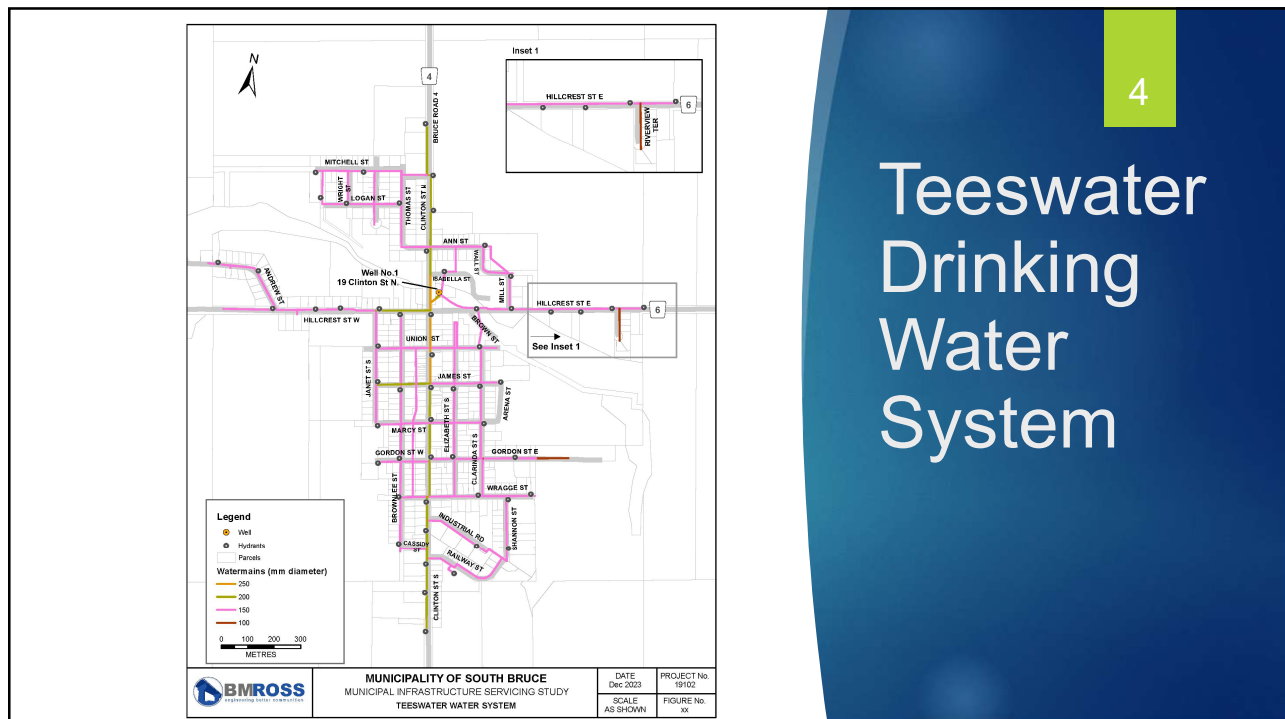 4
Teeswater
Drinking
Water
System
N
4
BRUCE ROAD 4
Inset 1
HILLCREST ST E
6
RIVERVIEW
TER
MITCHELL ST
WRIGHT
ST
LOGAN ST
THOMAS ST
CLINTON ST N
ANN ST
WALL ST
ISABELLA ST
MILL ST
Well No.1
19 Clinton St N.
ANDREW ST
HILLCREST ST W
HILLCREST ST E
6
BROWN ST
See Inset 1
UNION ST
JANET ST S
JAMES ST
ARENA ST
ELIZABETH ST S
MARCY ST
CLARINDA ST S
GORDON ST W
GORDON ST E
BROWNLEE ST
WRAGGE ST
INDUSTRIAL RD
SHANNON ST
CASSIDY
ST
RAILWAY ST
CLINTON ST S
Legend
Well
Hydrants
Parcels
Watermains (mm diameter)
250
200
150
100
0 100 200 300
METRES
BMROSS
engineering better communities
MUNICIPALITY OF SOUTH BRUCE
MUNICIPAL INFRASTRUCTURE SERVICING STUDY
TEESWATER WATER SYSTEM
DATE
Dec 2023
PROJECT No.
19102
SCALE
AS SHOWN
FIGURE No.
xx